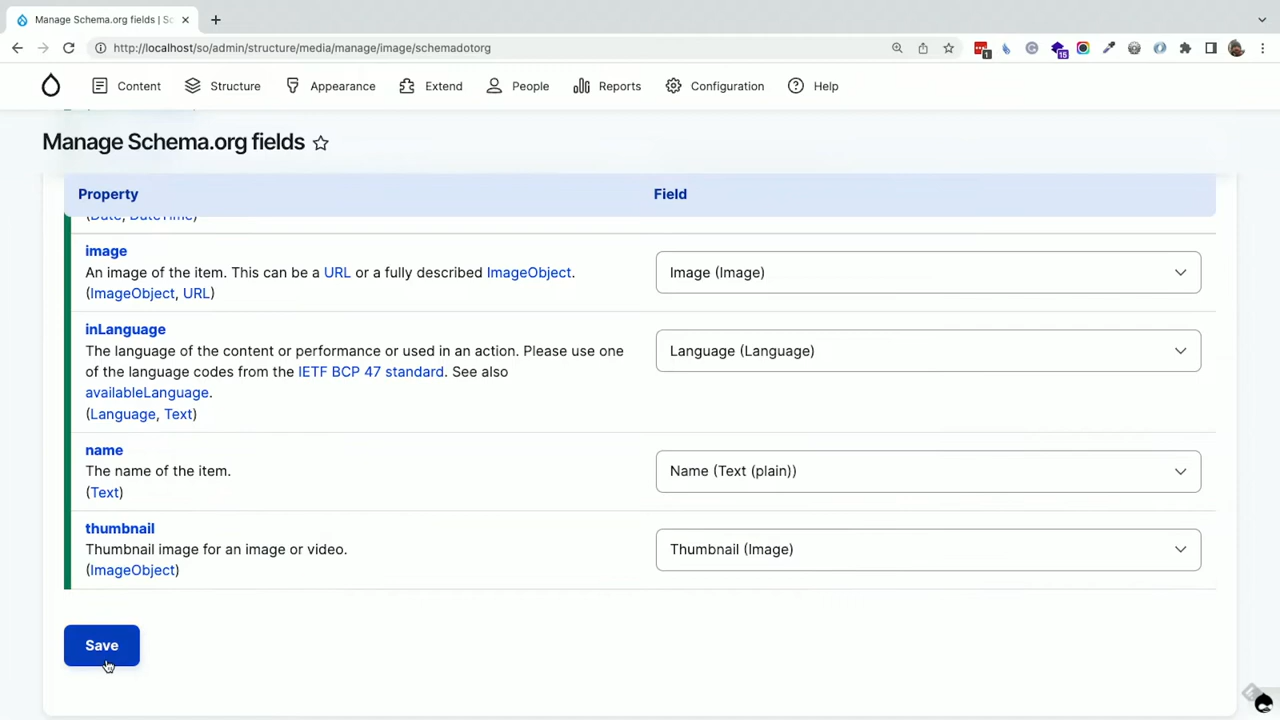 Manage Schema.org fields | Sc
http://localhost/so/admin/structure/media/manage/image/schemadotorg
1
15
Content
Structure
Appearance
Extend
People
Reports
Configuration
Help
Manage Schema.org fields
Property
Field
(Date, DateTime)
image
An image of the item. This can be a URL or a fully described ImageObject.
(ImageObject, URL)
Image (Image)
inLanguage
The language of the content or performance or used in an action. Please use one
of the language codes from the IETF BCP 47 standard. See also
availableLanguage.
(Language, Text)
Language (Language)
name
The name of the item.
(Text)
Name (Text (plain))
thumbnail
Thumbnail image for an image or video.
(ImageObject)
Thumbnail (Image)
Save